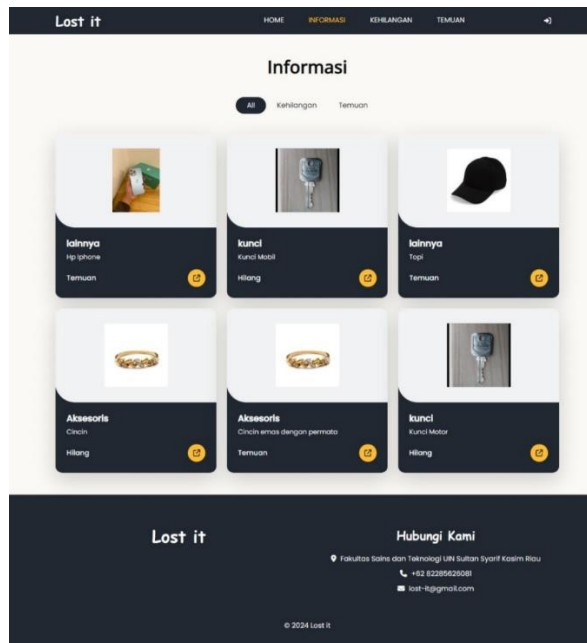 Lost it
HOME INFORMASI KEHILANGAN TEMUAN
Informasi
All Kehilangan Temuan
lainnya
Hp Iphone
Temuan
kunci
Kunci Mobil
Hilang
lainnya
Topi
Temuan
Aksesoris
Cincin
Hilang
Aksesoris
Cincin emas dengan permata
Temuan
kunci
Kunci Motor
Hilang
Lost it
Hubungi Kami
Fakultas Sains dan Teknologi UIN Sultan Syarif Kasim Riau
+62 82285626081
lost-it@gmail.com
© 2024 Lost it